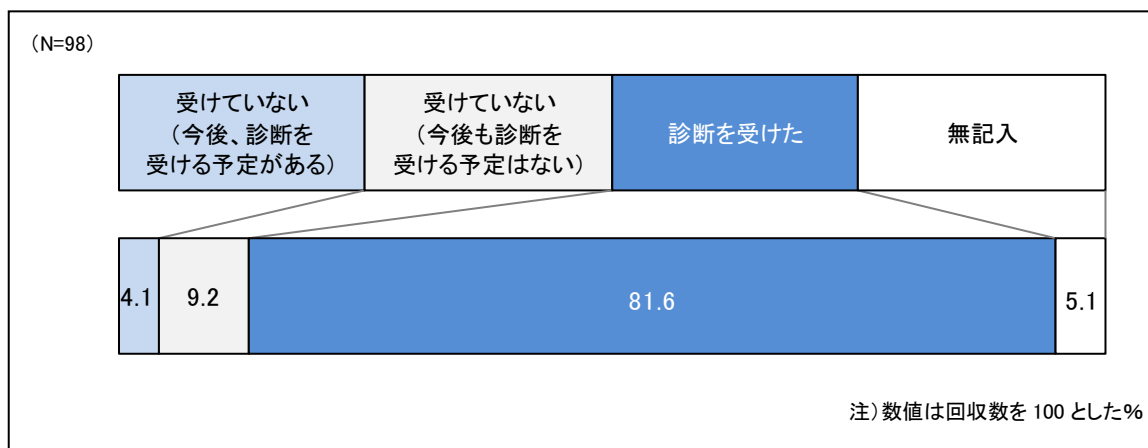 (N=98)
受けていない
(今後、診断を
受ける予定がある)
受けていない
(今後も診断を
受ける予定はない)
診断を受けた
無記入
4.1
9.2
81.6
5.1
注)数値は回収数を 100 とした%